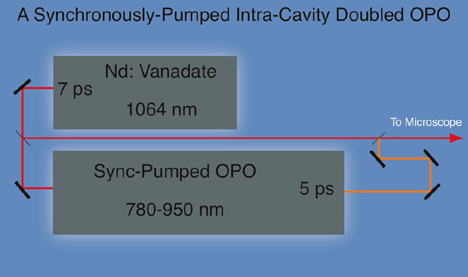 A Synchronously-Pumped Intra-Cavity Doubled OPO
Nd: Vanadate
7 ps
1064 nm
To Microscope
Sync-Pumped OPO
5 ps
780-950 nm